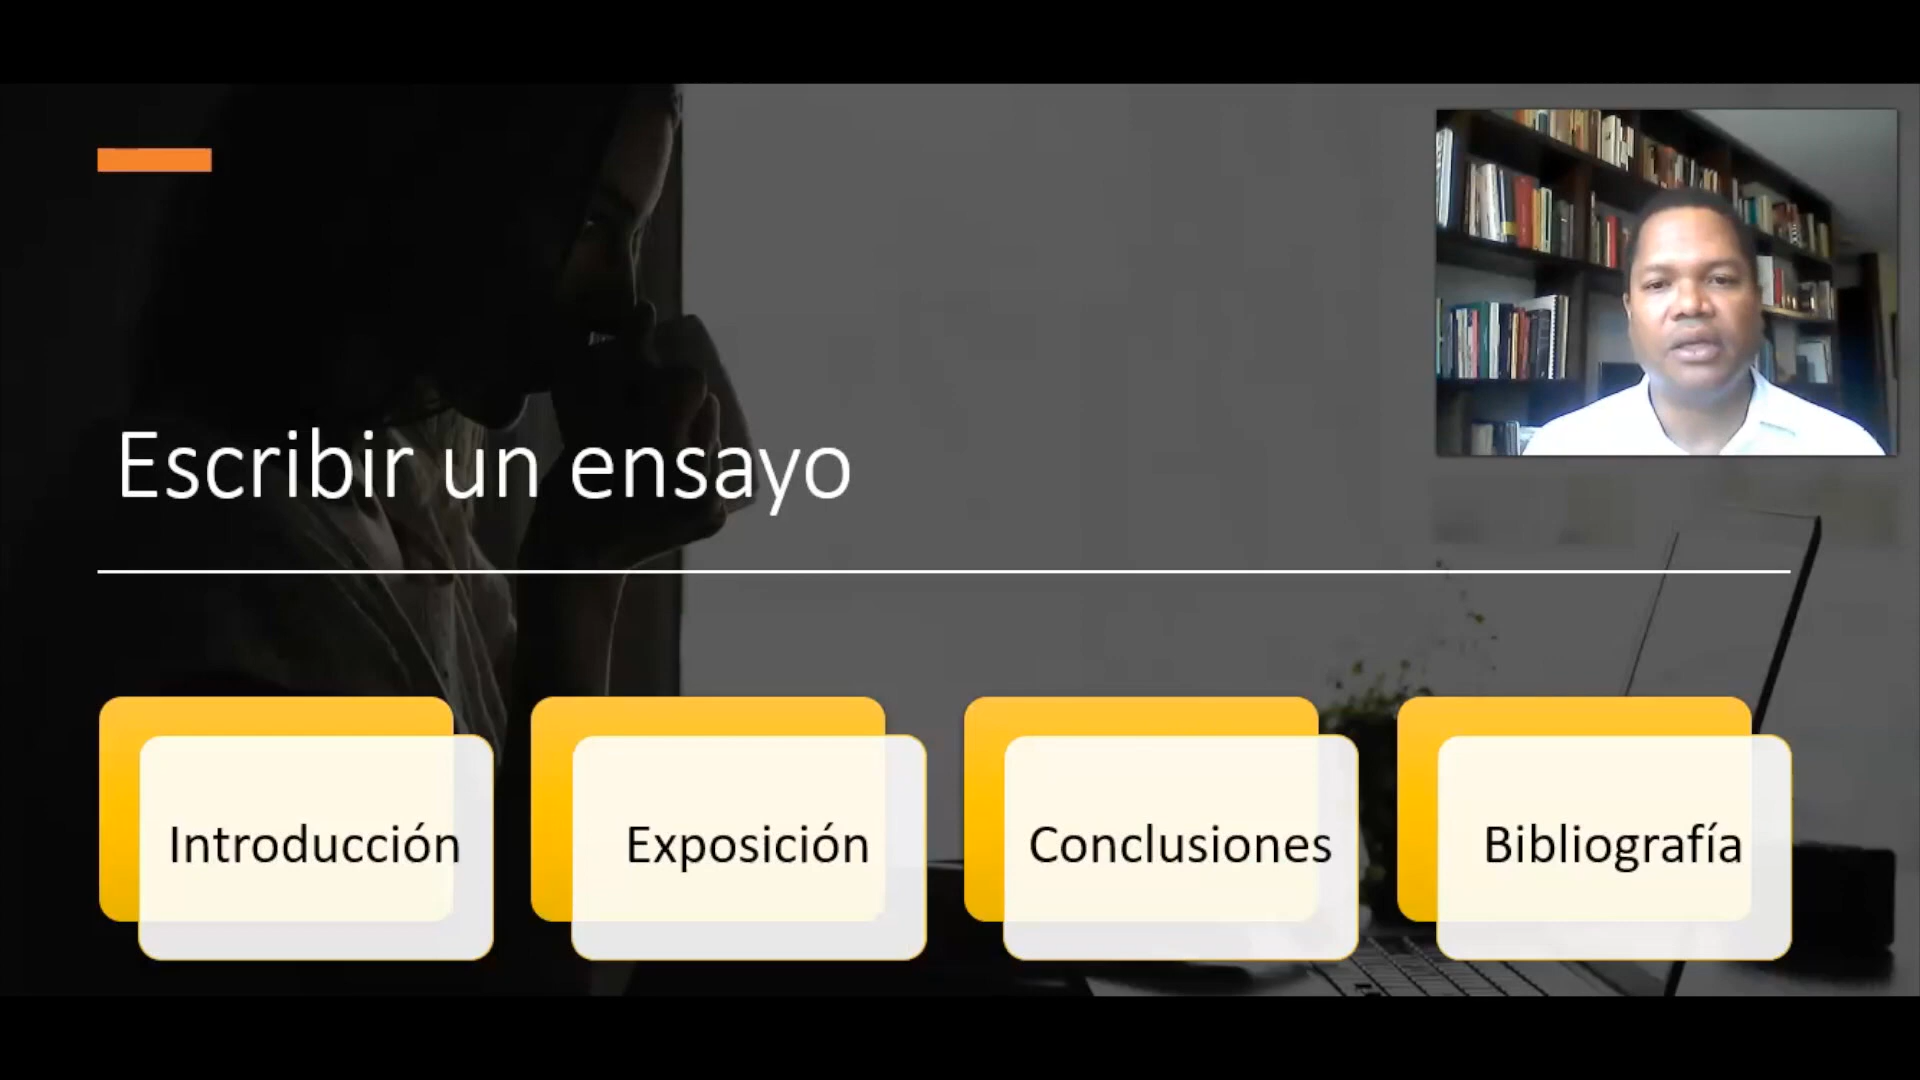 Escribir un ensayo
Introducción
Exposición
Conclusiones
Bibliografía